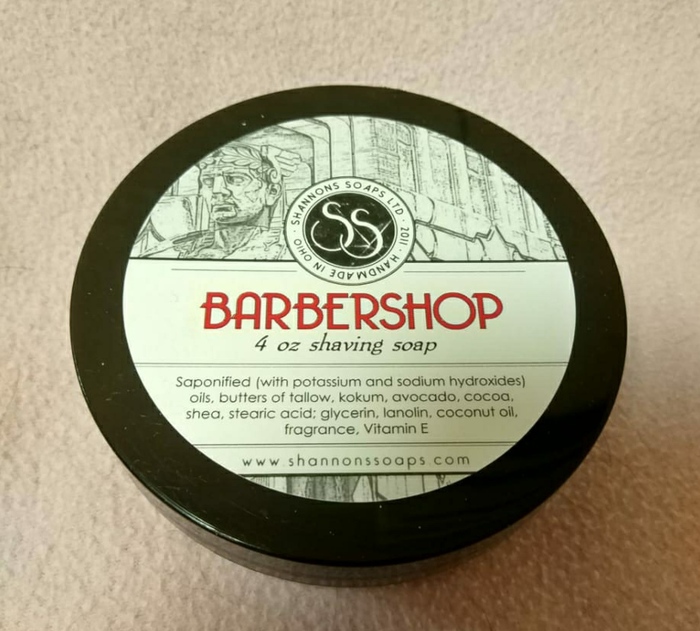 SHANNONS SOAPS LTD · 2011 · HANDMADE IN OHIO ·
SS
BARBERSHOP
4 oz shaving soap
Saponified (with potassium and sodium hydroxides)
oils, butters of tallow, kokum, avocado, cocoa,
shea, stearic acid; glycerin, lanolin, coconut oil,
fragrance, Vitamin E
www.shannonssoaps.com